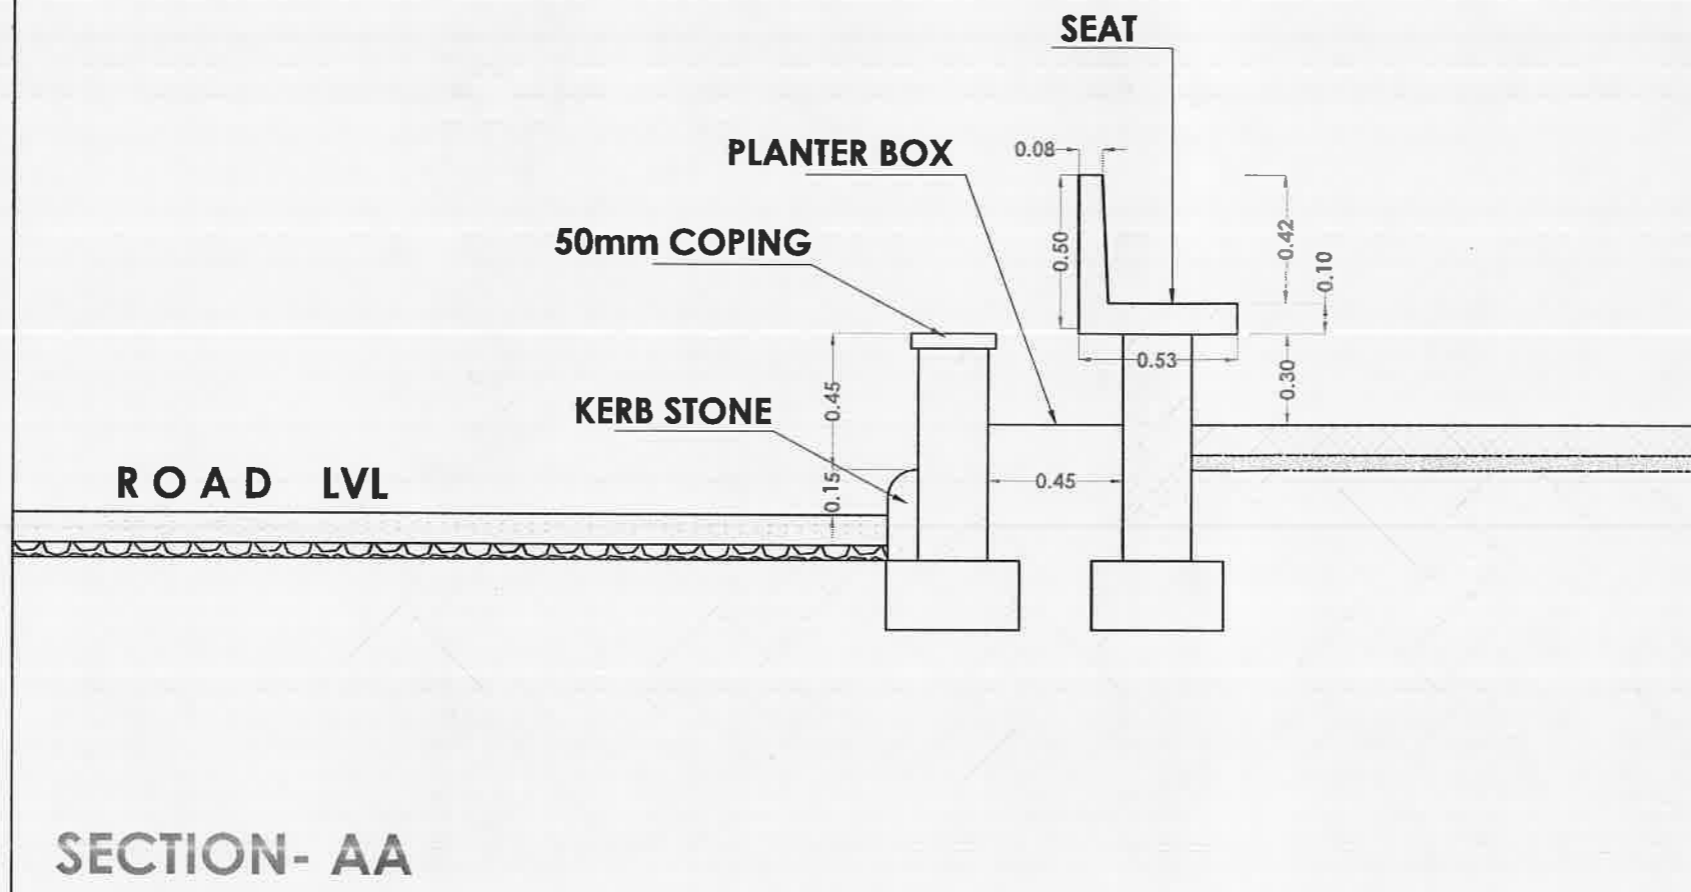 SEAT
PLANTER BOX
0.08
50mm COPING
0.50
0.42
0.10
0.53
0.30
0.45
KERB STONE
ROAD LVL
0.15
0.45
SECTION- AA